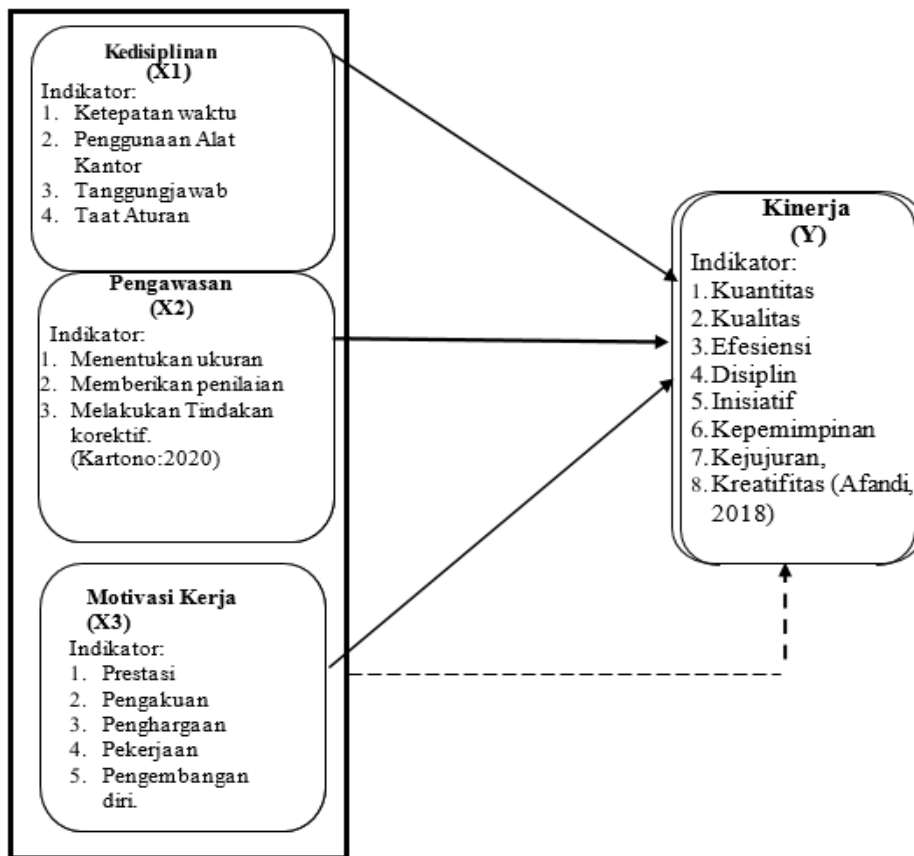 Kedisiplinan
(X1)
Indikator:
1. Ketepatan waktu
2. Penggunaan Alat
Kantor
3. Tanggungjawab
4. Taat Aturan
Pengawasan
(X2)
Indikator:
1. Menentukan ukuran
2. Memberikan penilaian
3. Melakukan Tindakan
korektif.
(Kartono:2020)
Motivasi Kerja
(X3)
Indikator:
1. Prestasi
2. Pengakuan
3. Penghargaan
4. Pekerjaan
5. Pengembangan
diri.
Kinerja
(Y)
Indikator:
1. Kuantitas
2. Kualitas
3. Efesiensi
4. Disiplin
5. Inisiatif
6. Kepemimpinan
7. Kejujuran,
8. Kreatifitas (Afandi,
2018)